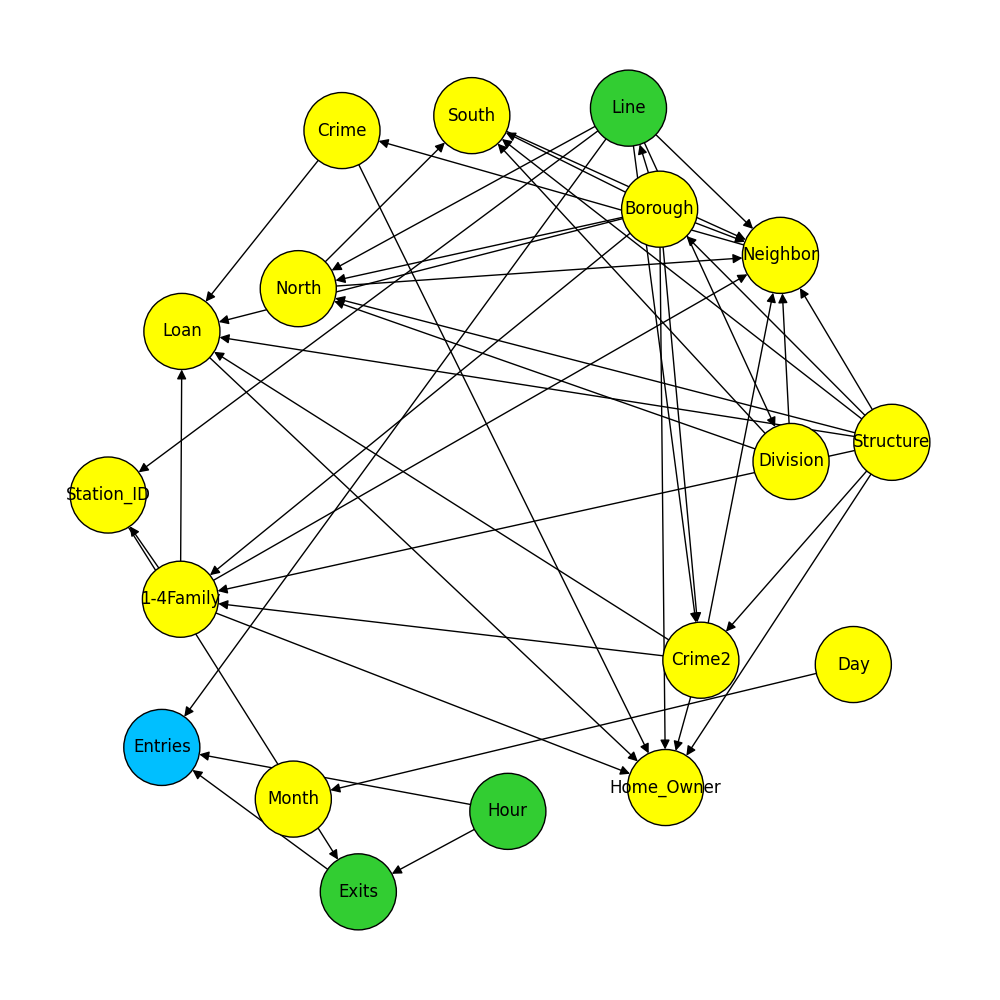 Line
South
Crime
Borough
Neighbor
North
Loan
Structure
Division
Station_ID
1-4Family
Crime2
Day
Entries
Home_Owner
Month
Hour
Exits